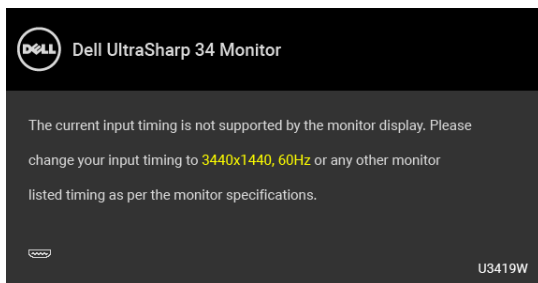 DELL
Dell UltraSharp 34 Monitor
The current input timing is not supported by the monitor display. Please
change your input timing to 3440x1440, 60Hz or any other monitor
listed timing as per the monitor specifications.
U3419W